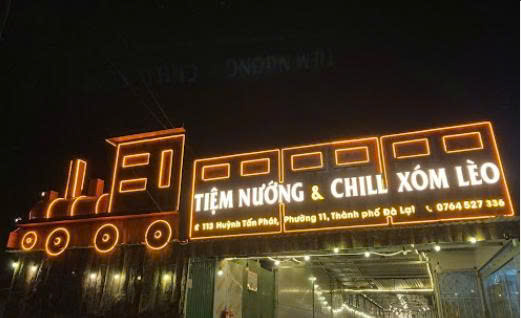 TIỆM NƯỚNG & CHILL XÓM LÈO
113 Huỳnh Tấn Phát, Phường 11, Thành phố Đà Lạt 0764 527 336